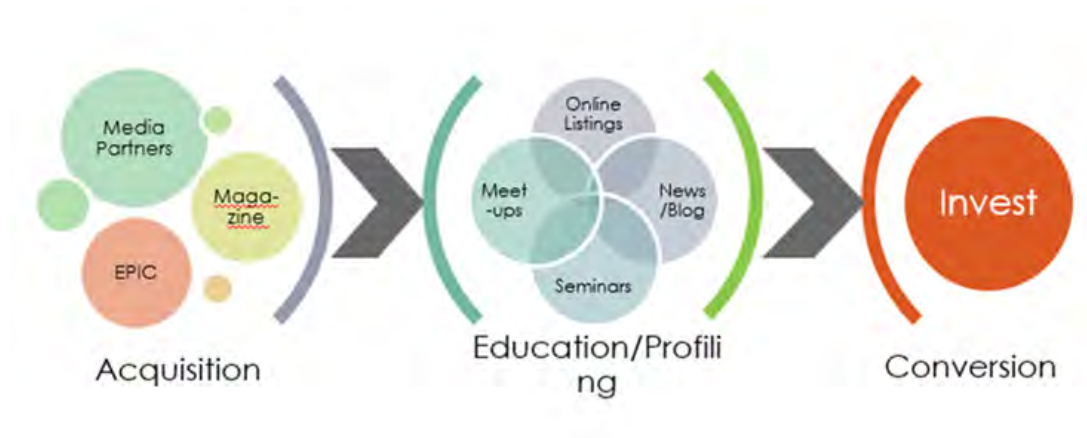 Media
Partners
Maga-
zine
EPIC
Acquisition
Online
Listings
Meet
-ups
News
/Blog
Seminars
Education/Profili
ng
Invest
Conversion